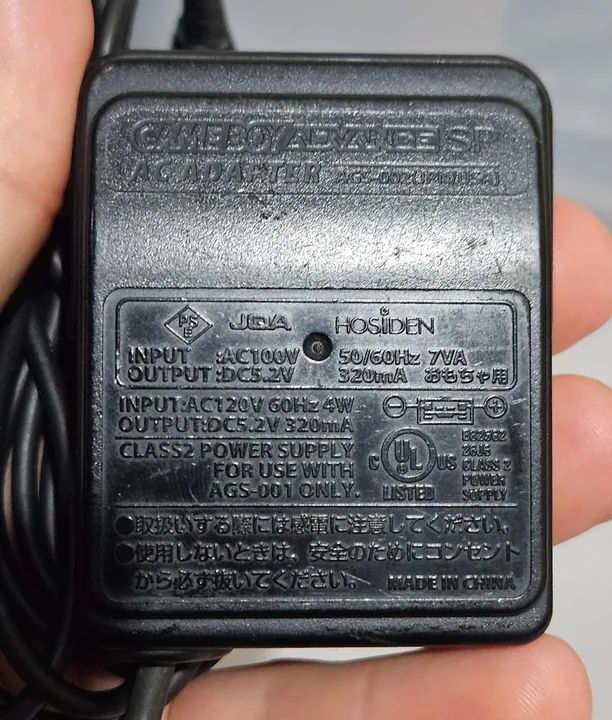 GAME BOY ADVANCE SP
AC ADAPTER AGS-002(JPN/USA)
PS E JQA HOSIDEN
INPUT :AC100V 50/60Hz 7VA
OUTPUT :DC5.2V 320mA おもちゃ用
INPUT:AC120V 60Hz 4W
OUTPUT:DC5.2V 320mA
CLASS2 POWER SUPPLY
FOR USE WITH
AGS-001 ONLY.
C UL US
LISTED
E82562
26J6
CLASS 2
POWER
SUPPLY
●取扱いする際には感電に注意してください。
●使用しないときは、安全のためにコンセント
から必ず抜いてください。
MADE IN CHINA